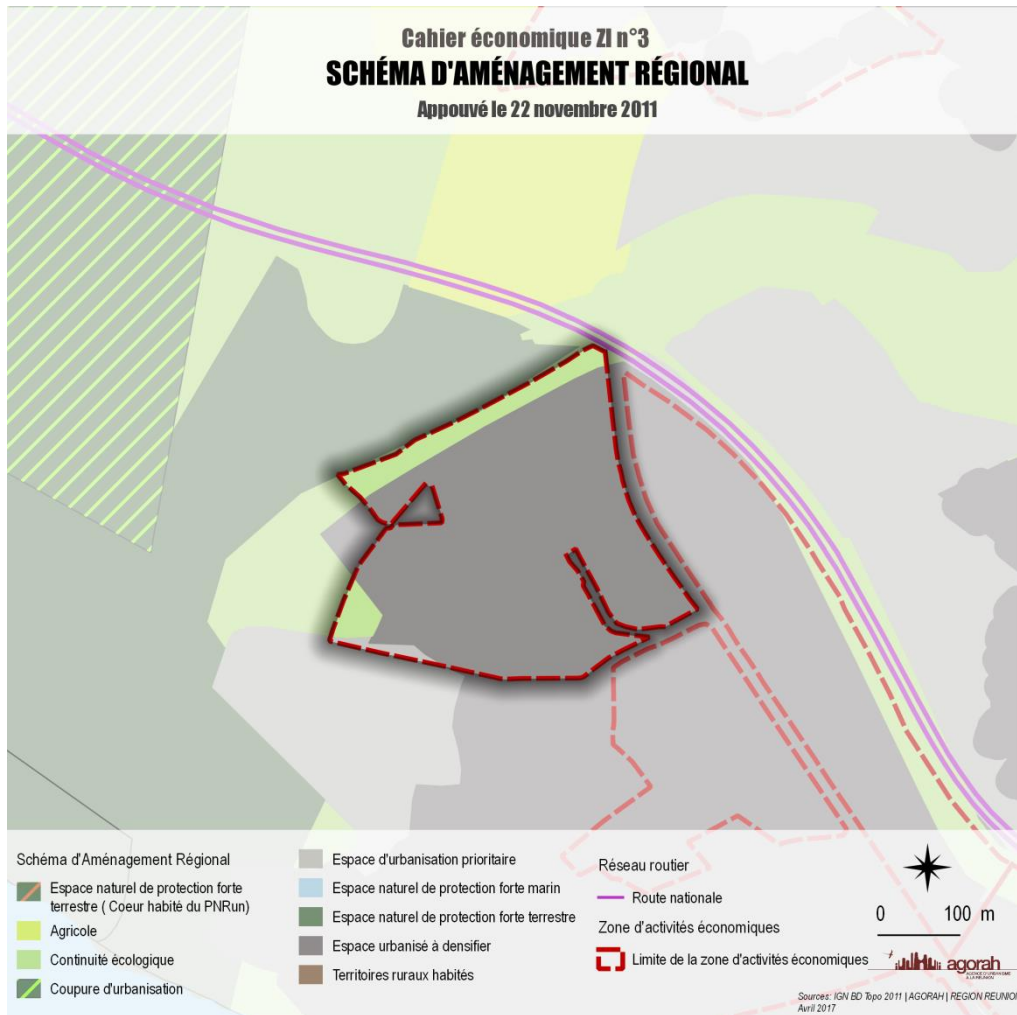 Cahier économique ZI n°3
SCHÉMA D'AMÉNAGEMENT RÉGIONAL
Appouvé le 22 novembre 2011
Schéma d'Aménagement Régional
Espace naturel de protection forte
terrestre ( Coeur habité du PNRun)
Agricole
Continuité écologique
Coupure d'urbanisation
Espace d'urbanisation prioritaire
Espace naturel de protection forte marin
Espace naturel de protection forte terrestre
Espace urbanisé à densifier
Territoires ruraux habités
Réseau routier
Route nationale
Zone d'activités économiques
Limite de la zone d'activités économiques
0 100 m
agorah
AGENCE D'URBANISME
À LA RÉUNION
Sources: IGN BD Topo 2011 | AGORAH | REGION REUNION
Avril 2017